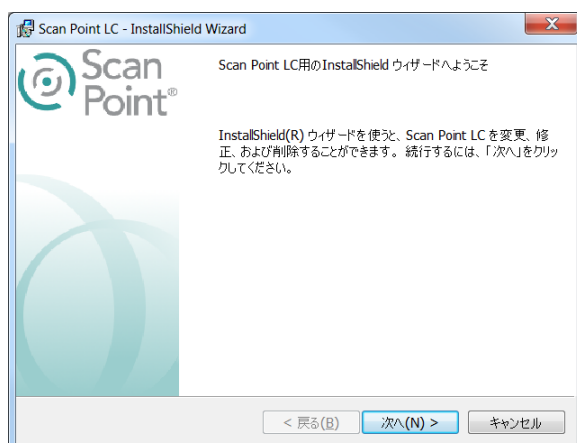 Scan Point LC - InstallShield Wizard
Scan
Point®
Scan Point LC用のInstallShield ウィザードへようこそ
InstallShield(R) ウィザードを使うと、Scan Point LC を変更、修
正、および削除することができます。 続行するには、「次へ」をクリッ
クしてください。
< 戻る(B)
次へ(N) >
キャンセル